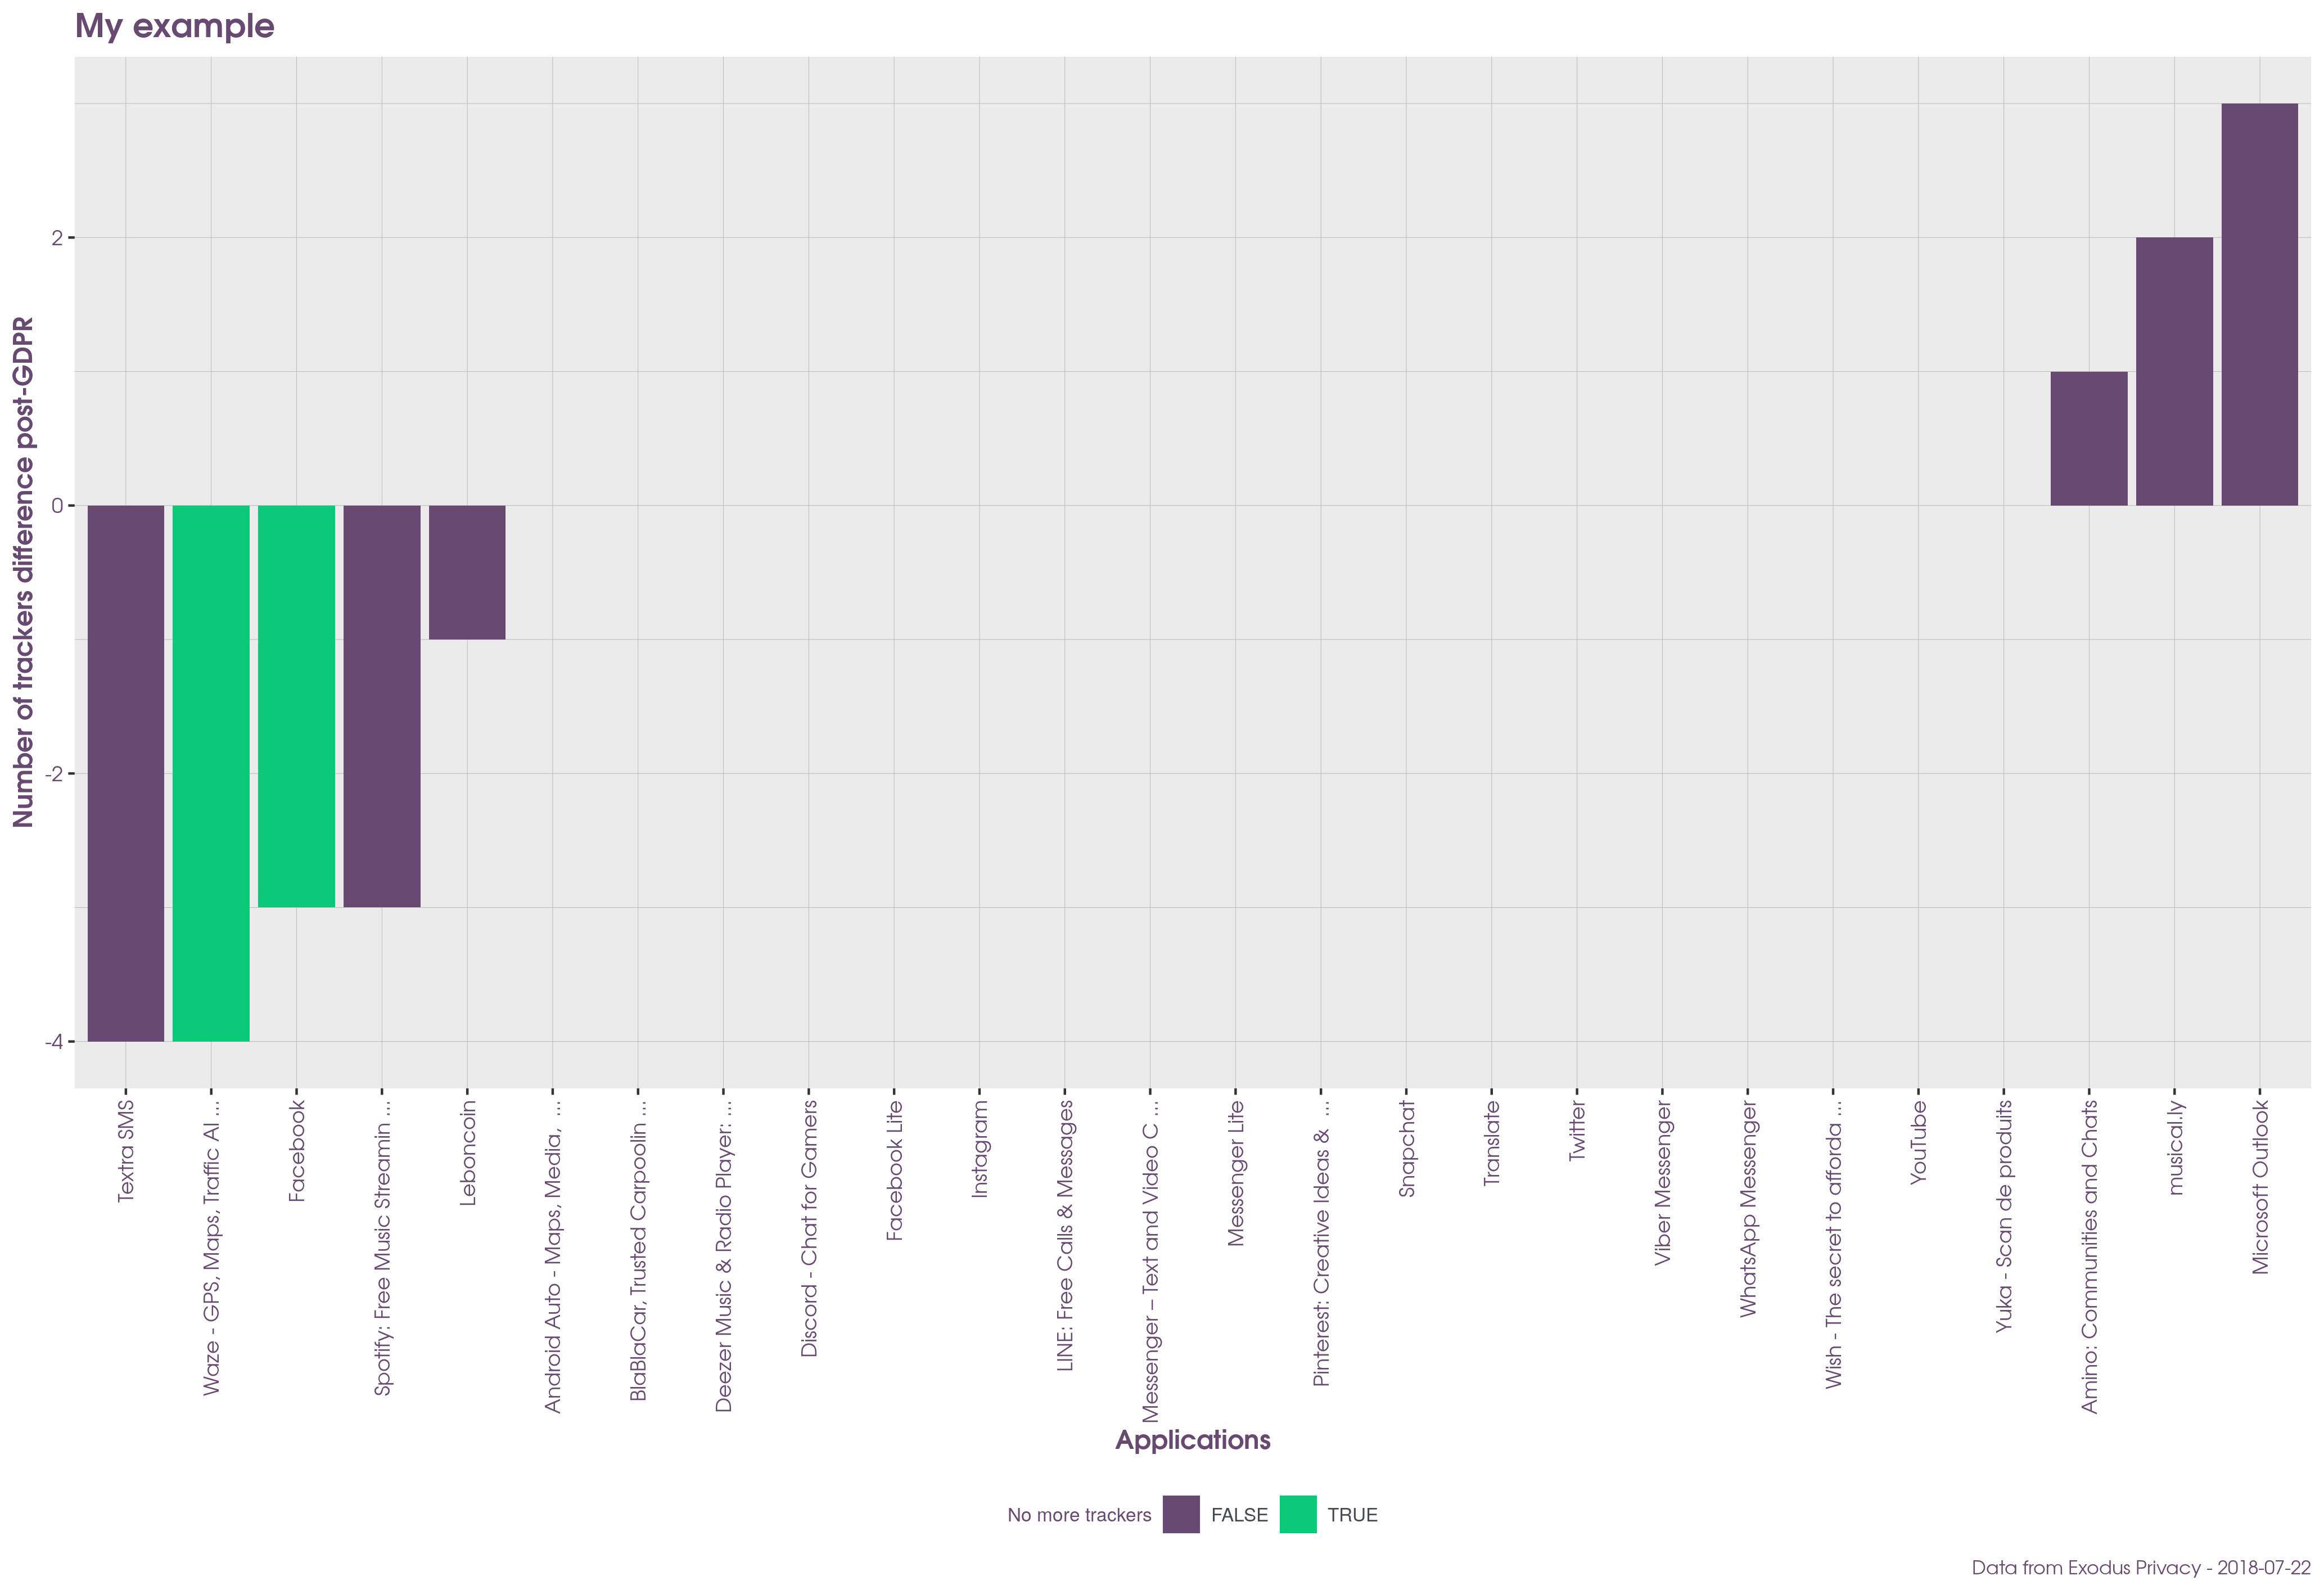 My example
Number of trackers difference post-GDPR
2
0
-2
-4
Textra SMS
Waze - GPS, Maps, Traffic Al ...
Facebook
Spotify: Free Music Streamin ...
Leboncoin
Android Auto - Maps, Media, ...
BlaBlaCar, Trusted Carpoolin ...
Deezer Music & Radio Player: ...
Discord - Chat for Gamers
Facebook Lite
Instagram
LINE: Free Calls & Messages
Messenger – Text and Video C ...
Messenger Lite
Pinterest: Creative Ideas & ...
Snapchat
Translate
Twitter
Viber Messenger
WhatsApp Messenger
Wish - The secret to afforda ...
YouTube
Yuka - Scan de produits
Amino: Communities and Chats
musical.ly
Microsoft Outlook
Applications
No more trackers FALSE TRUE
Data from Exodus Privacy - 2018-07-22